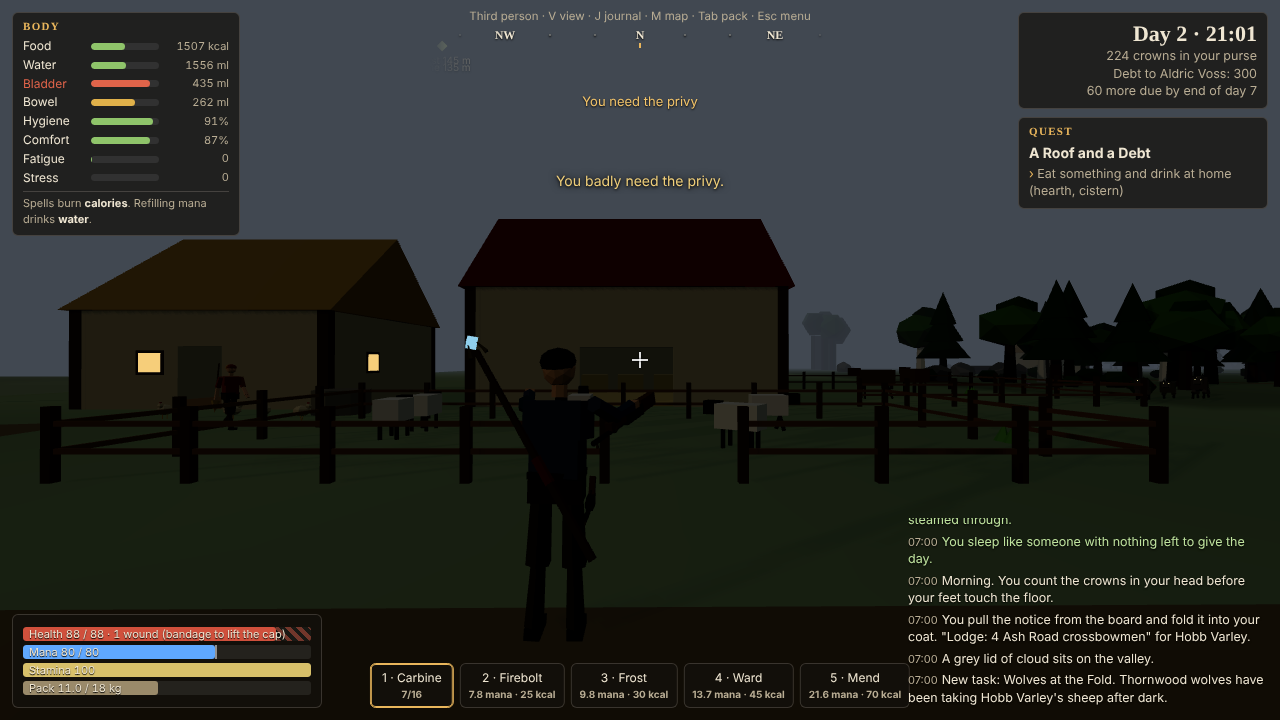 BODY
Food 1507 kcal
Water 1556 ml
Bladder 435 ml
Bowel 262 ml
Hygiene 91%
Comfort 87%
Fatigue 0
Stress 0
Spells burn calories. Refilling mana
drinks water.
Third person · V view · J journal · M map · Tab pack · Esc menu
NW N NE
You need the privy
You badly need the privy.
Day 2 · 21:01
224 crowns in your purse
Debt to Aldric Voss: 300
60 more due by end of day 7
QUEST
A Roof and a Debt
› Eat something and drink at home
(hearth, cistern)
steamed through.
07:00 You sleep like someone with nothing left to give the
day.
07:00 Morning. You count the crowns in your head before
your feet touch the floor.
07:00 You pull the notice from the board and fold it into your
coat. "Lodge: 4 Ash Road crossbowmen" for Hobb Varley.
07:00 A grey lid of cloud sits on the valley.
07:00 New task: Wolves at the Fold. Thornwood wolves have
been taking Hobb Varley's sheep after dark.
Health 88 / 88 · 1 wound (bandage to lift the cap)
Mana 80 / 80
Stamina 100
Pack 11.0 / 18 kg
1 · Carbine
7/16
2 · Firebolt
7.8 mana · 25 kcal
3 · Frost
9.8 mana · 30 kcal
4 · Ward
13.7 mana · 45 kcal
5 · Mend
21.6 mana · 70 kcal